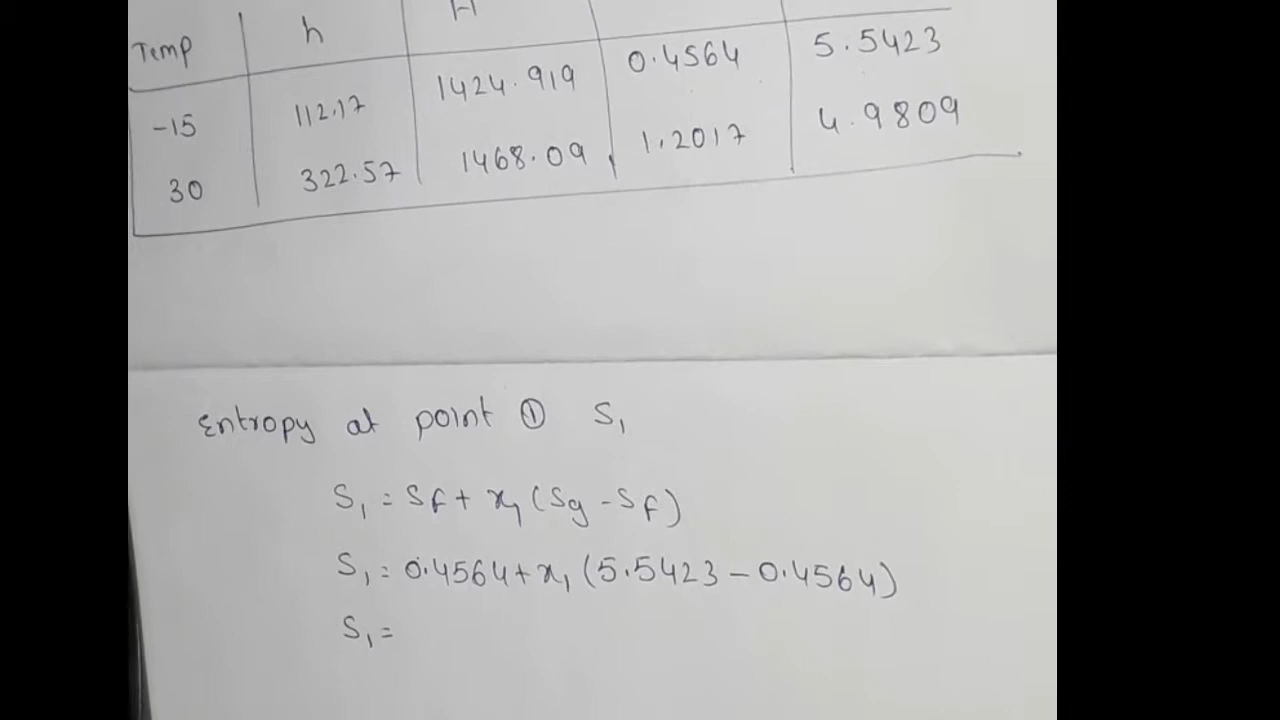 Temp h H
-15 112.17 1424.919 0.4564 5.5423
30 322.57 1468.09 1.2017 4.9809
Entropy at point ① S₁
S₁ = Sf + x₁ (Sg - Sf)
S₁ = 0.4564 + x₁ (5.5423 - 0.4564)
S₁ =